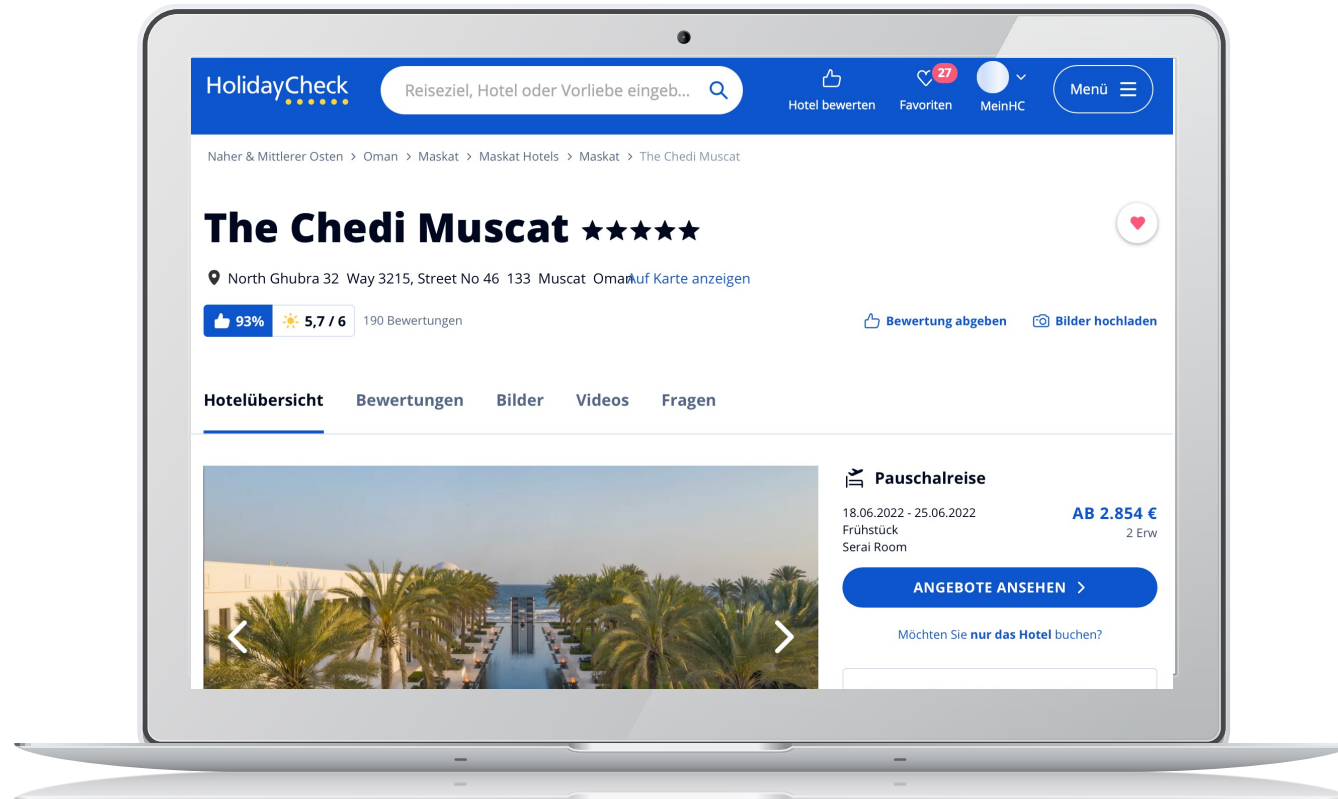 HolidayCheck
Reiseziel, Hotel oder Vorliebe eingeb...
Hotel bewerten
27
Favoriten
MeinHC
Menü
Naher & Mittlerer Osten > Oman > Maskat > Maskat Hotels > Maskat > The Chedi Muscat
The Chedi Muscat ★★★★★
North Ghubra 32 Way 3215, Street No 46 133 Muscat Oman Auf Karte anzeigen
93% 5,7 / 6 190 Bewertungen
Bewertung abgeben Bilder hochladen
Hotelübersicht Bewertungen Bilder Videos Fragen
Pauschalreise
18.06.2022 - 25.06.2022
Frühstück
Serai Room
AB 2.854 €
2 Erw
ANGEBOTE ANSEHEN >
Möchten Sie nur das Hotel buchen?